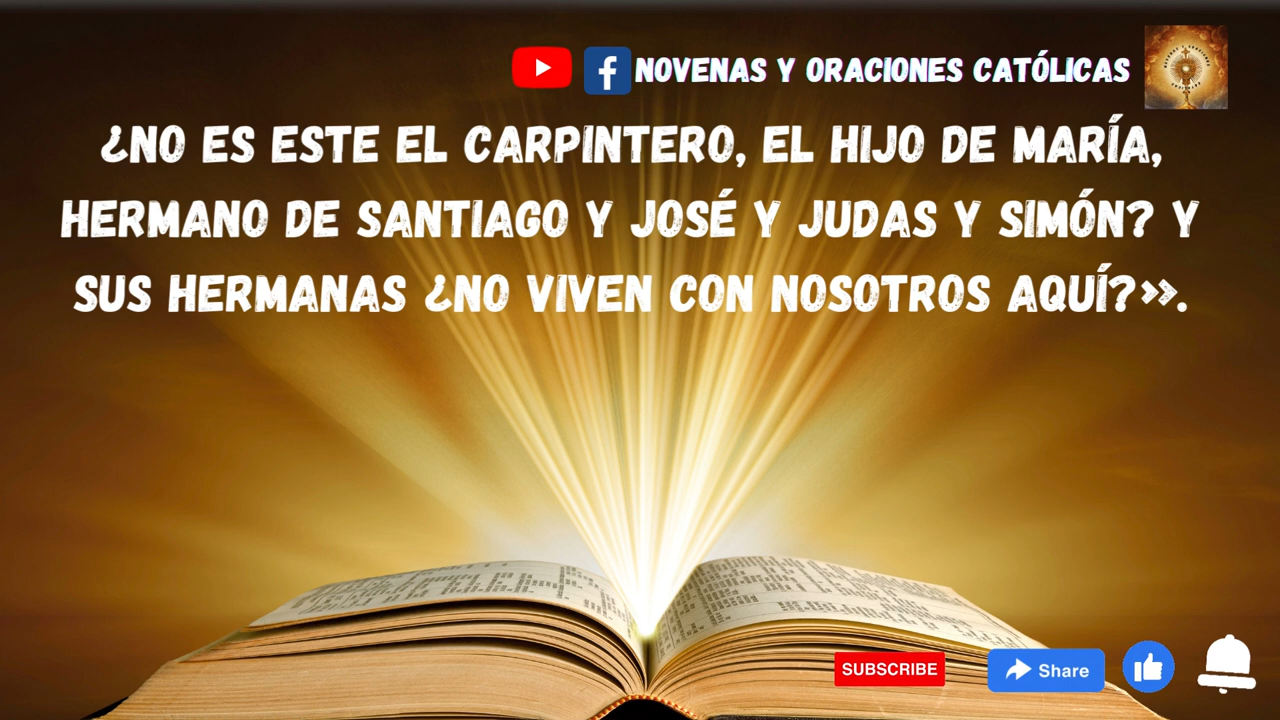 NOVENAS Y ORACIONES CATÓLICAS
¿NO ES ESTE EL CARPINTERO, EL HIJO DE MARÍA,
HERMANO DE SANTIAGO Y JOSÉ Y JUDAS Y SIMÓN? Y
SUS HERMANAS ¿NO VIVEN CON NOSOTROS AQUÍ?».
SUBSCRIBE
Share